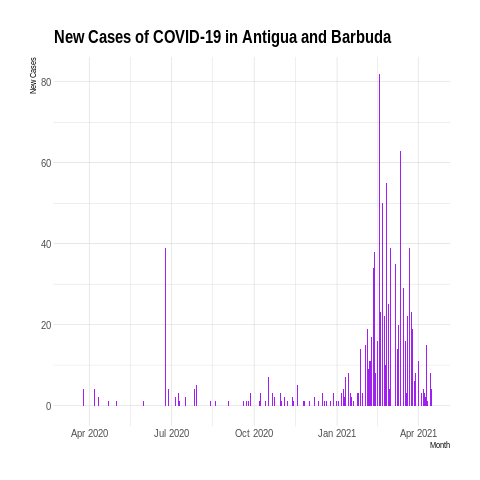 New Cases of COVID-19 in Antigua and Barbuda
New Cases
80
60
40
20
0
Apr 2020 Jul 2020 Oct 2020 Jan 2021 Apr 2021
Month